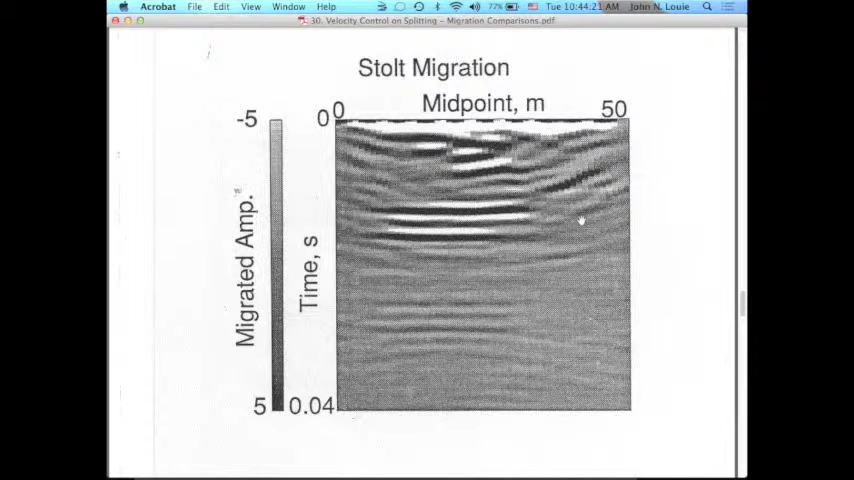 Acrobat File Edit View Window Help 77% Tue 10:44:21 AM John N. Louie
30. Velocity Control on Splitting – Migration Comparisons.pdf
Stolt Migration
Midpoint, m
0 50
-5 0
Migrated Amp.
Time, s
5 0.04